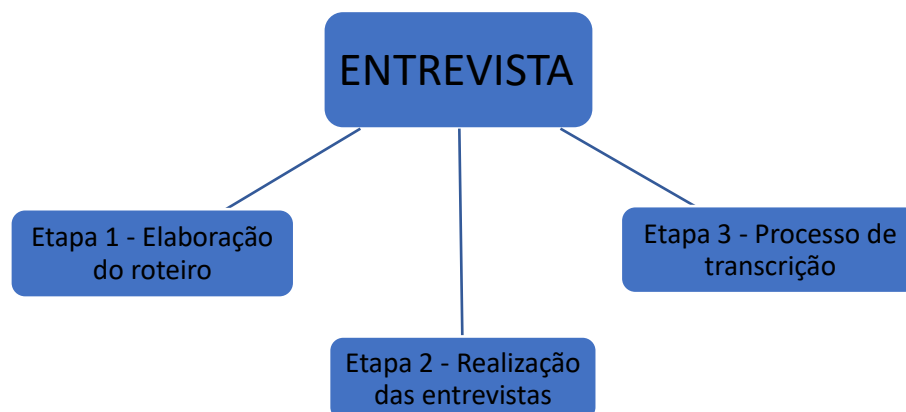 ENTREVISTA
Etapa 1 - Elaboração
do roteiro
Etapa 3 - Processo de
transcrição
Etapa 2 - Realização
das entrevistas